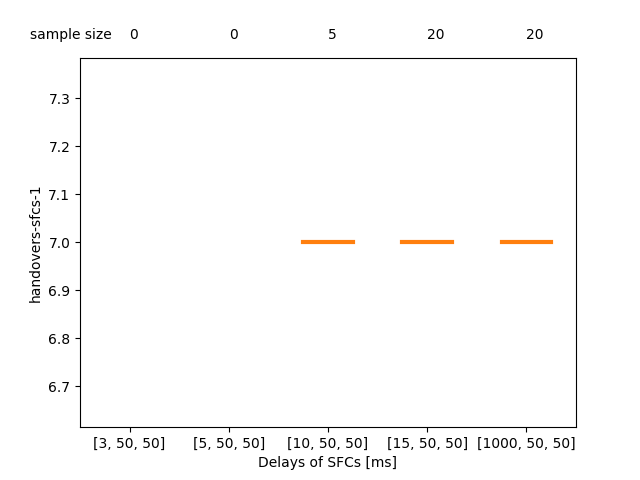 sample size 0 0 5 20 20
7.3
7.2
7.1
7.0
6.9
6.8
6.7
handovers-sfcs-1
[3, 50, 50] [5, 50, 50] [10, 50, 50] [15, 50, 50] [1000, 50, 50]
Delays of SFCs [ms]